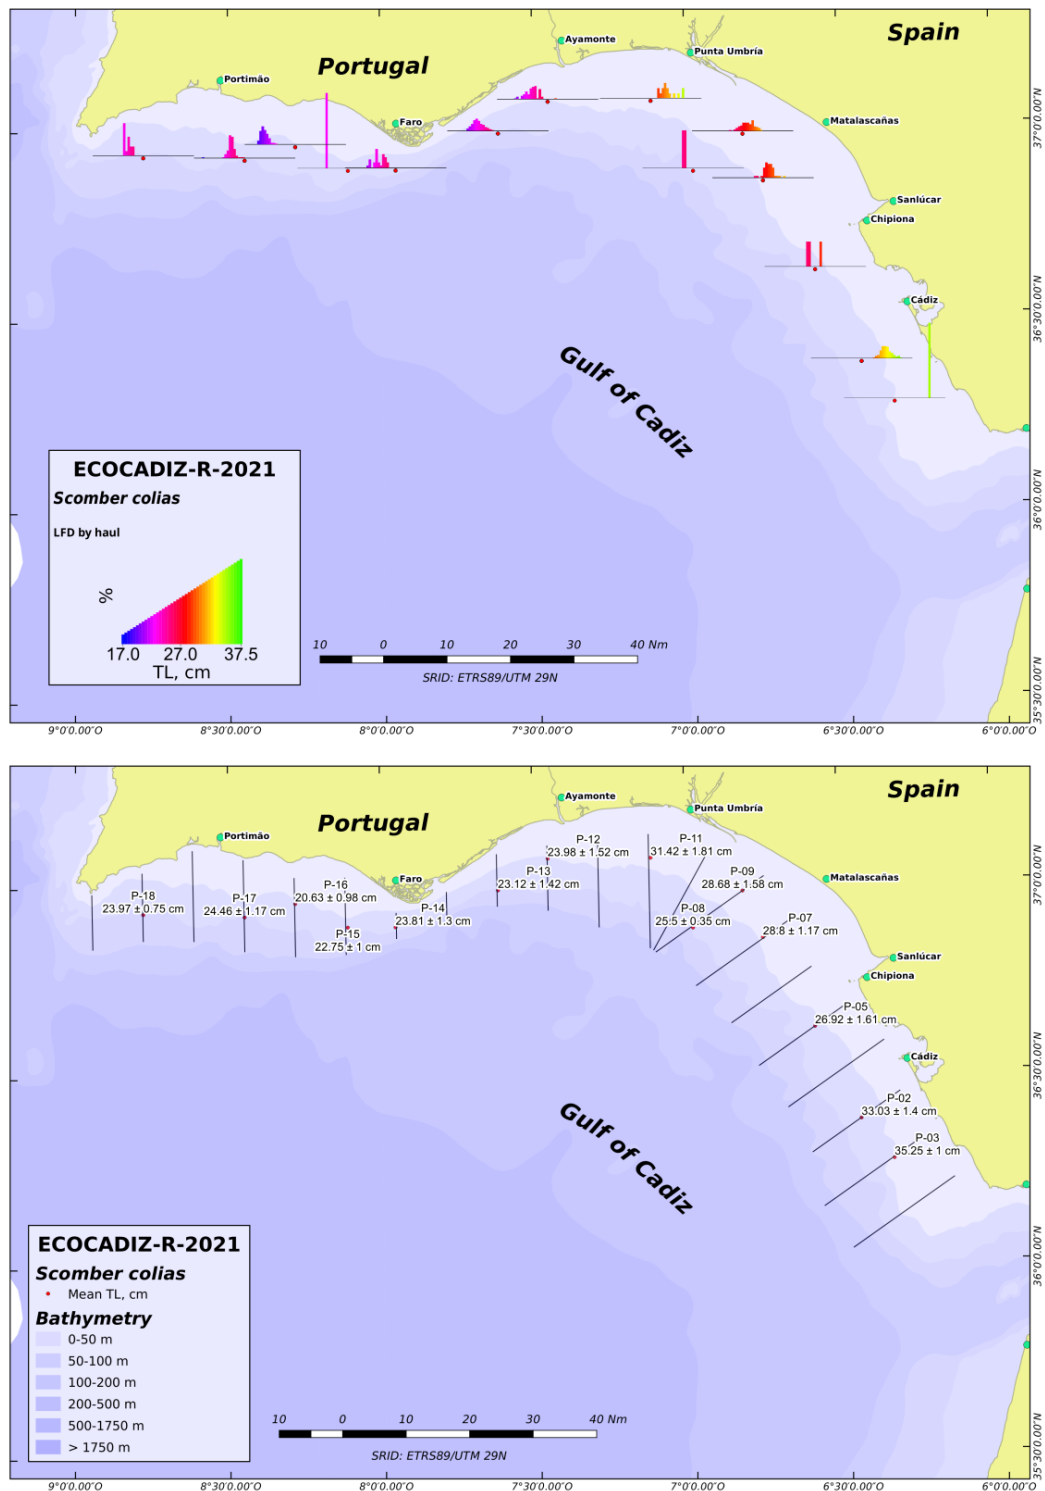 Spain
Portugal
Ayamonte
Punta Umbría
Portimão
Faro
Matalascañas
Sanlúcar
Chipiona
Cádiz
Gulf of Cadiz
37°0'0.00"N
36°30'0.00"N
36°0'0.00"N
35°30'0.00"N
ECOCADIZ-R-2021
Scomber colias
LFD by haul
%
17.0 27.0 37.5
TL, cm
10 0 10 20 30 40 Nm
SRID: ETRS89/UTM 29N
9°0'0.00"O 8°30'0.00"O 8°0'0.00"O 7°30'0.00"O 7°0'0.00"O 6°30'0.00"O 6°0'0.00"O
Spain
Portugal
Ayamonte
Punta Umbría
Portimão
Faro
Matalascañas
Sanlúcar
Chipiona
Cádiz
P-18
23.97 ± 0.75 cm
P-17
24.46 ± 1.17 cm
P-16
20.63 ± 0.98 cm
P-15
22.75 ± 1 cm
P-14
23.81 ± 1.3 cm
P-13
23.12 ± 1.42 cm
P-12
23.98 ± 1.52 cm
P-11
31.42 ± 1.81 cm
P-09
28.68 ± 1.58 cm
P-08
25.5 ± 0.35 cm
P-07
28.8 ± 1.17 cm
P-05
26.92 ± 1.61 cm
P-02
33.03 ± 1.4 cm
P-03
35.25 ± 1 cm
Gulf of Cadiz
37°0'0.00"N
36°30'0.00"N
36°0'0.00"N
35°30'0.00"N
ECOCADIZ-R-2021
Scomber colias
Mean TL, cm
Bathymetry
0-50 m
50-100 m
100-200 m
200-500 m
500-1750 m
> 1750 m
10 0 10 20 30 40 Nm
SRID: ETRS89/UTM 29N
9°0'0.00"O 8°30'0.00"O 8°0'0.00"O 7°30'0.00"O 7°0'0.00"O 6°30'0.00"O 6°0'0.00"O